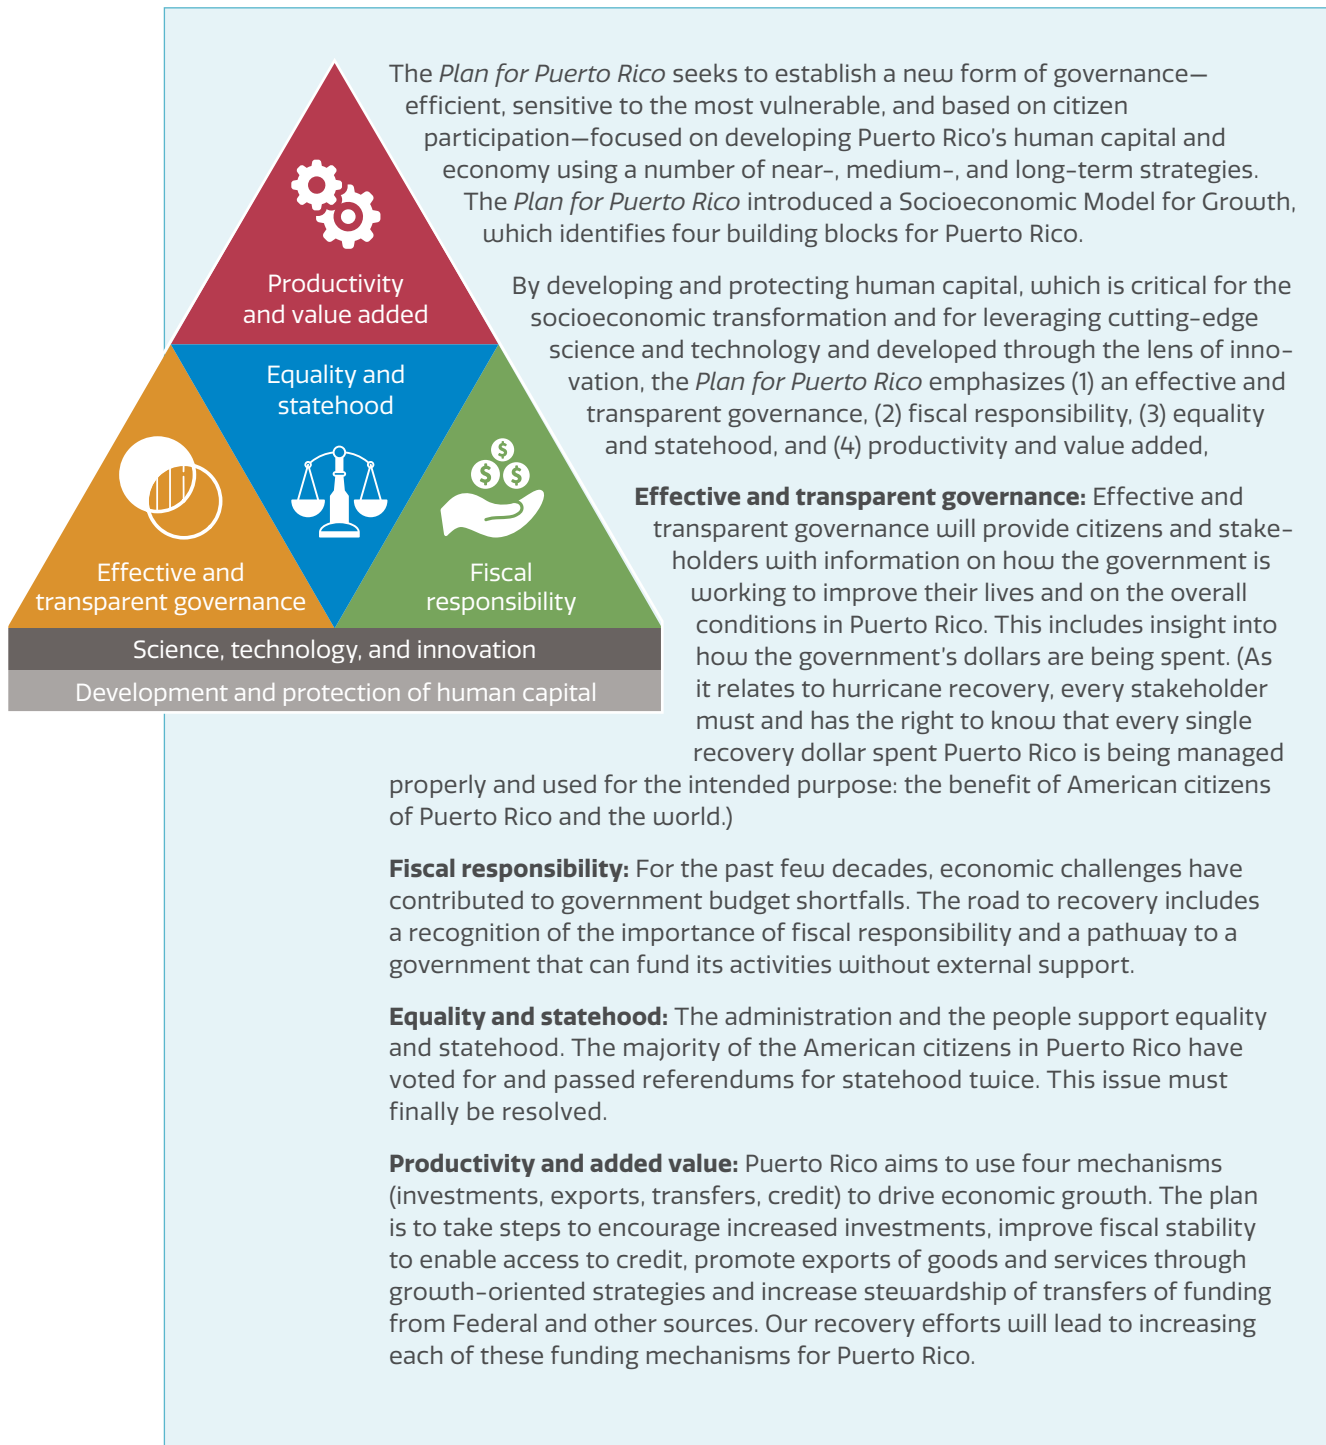 The Plan for Puerto Rico seeks to establish a new form of governance—
efficient, sensitive to the most vulnerable, and based on citizen
participation—focused on developing Puerto Rico's human capital and
economy using a number of near-, medium-, and long-term strategies.
The Plan for Puerto Rico introduced a Socioeconomic Model for Growth,
which identifies four building blocks for Puerto Rico.
Productivity
and value added
Equality and
statehood
Effective and
transparent governance
Fiscal
responsibility
Science, technology, and innovation
Development and protection of human capital
By developing and protecting human capital, which is critical for the
socioeconomic transformation and for leveraging cutting-edge
science and technology and developed through the lens of inno-
vation, the Plan for Puerto Rico emphasizes (1) an effective and
transparent governance, (2) fiscal responsibility, (3) equality
and statehood, and (4) productivity and value added,
Effective and transparent governance: Effective and
transparent governance will provide citizens and stake-
holders with information on how the government is
working to improve their lives and on the overall
conditions in Puerto Rico. This includes insight into
how the government's dollars are being spent. (As
it relates to hurricane recovery, every stakeholder
must and has the right to know that every single
recovery dollar spent Puerto Rico is being managed
properly and used for the intended purpose: the benefit of American citizens
of Puerto Rico and the world.)
Fiscal responsibility: For the past few decades, economic challenges have
contributed to government budget shortfalls. The road to recovery includes
a recognition of the importance of fiscal responsibility and a pathway to a
government that can fund its activities without external support.
Equality and statehood: The administration and the people support equality
and statehood. The majority of the American citizens in Puerto Rico have
voted for and passed referendums for statehood twice. This issue must
finally be resolved.
Productivity and added value: Puerto Rico aims to use four mechanisms
(investments, exports, transfers, credit) to drive economic growth. The plan
is to take steps to encourage increased investments, improve fiscal stability
to enable access to credit, promote exports of goods and services through
growth-oriented strategies and increase stewardship of transfers of funding
from Federal and other sources. Our recovery efforts will lead to increasing
each of these funding mechanisms for Puerto Rico.